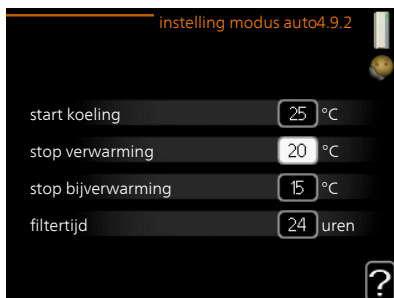 instelling modus auto4.9.2
start koeling 25 °C
stop verwarming 20 °C
stop bijverwarming 15 °C
filtertijd 24 uren
?